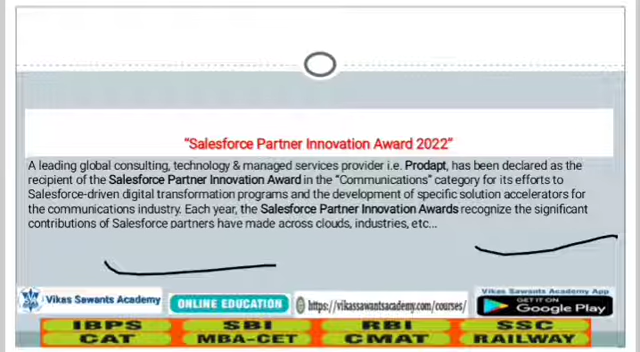 “Salesforce Partner Innovation Award 2022”
A leading global consulting, technology & managed services provider i.e. Prodapt, has been declared as the
recipient of the Salesforce Partner Innovation Award in the “Communications” category for its efforts to
Salesforce-driven digital transformation programs and the development of specific solution accelerators for
the communications industry. Each year, the Salesforce Partner Innovation Awards recognize the significant
contributions of Salesforce partners have made across clouds, industries, etc...
Vikas Sawants Academy App
Vikas Sawants Academy
ONLINE EDUCATION
https://vikassawantsacademy.com/courses/
GET IT ON
Google Play
IBPS SBI RBI SSC
CAT MBA-CET CMAT RAILWAY